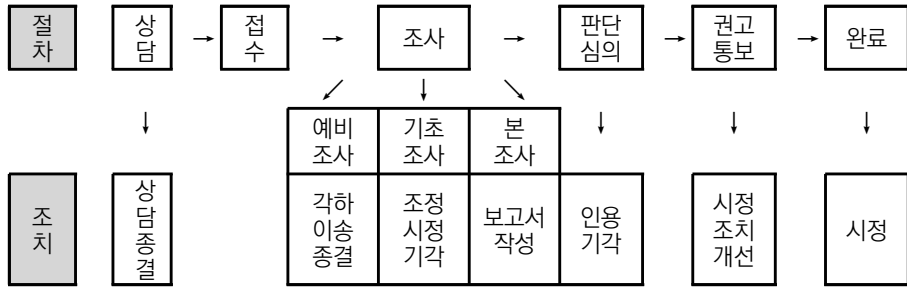 절차
상담
→
접수
→
조사
→
판단
심의
→
권고
통보
→
완료
예비
조사
기초
조사
본
조사
조치
상담종결
각하
이송
종결
조정
시정
기각
보고서
작성
인용
기각
시정
조치
개선
시정